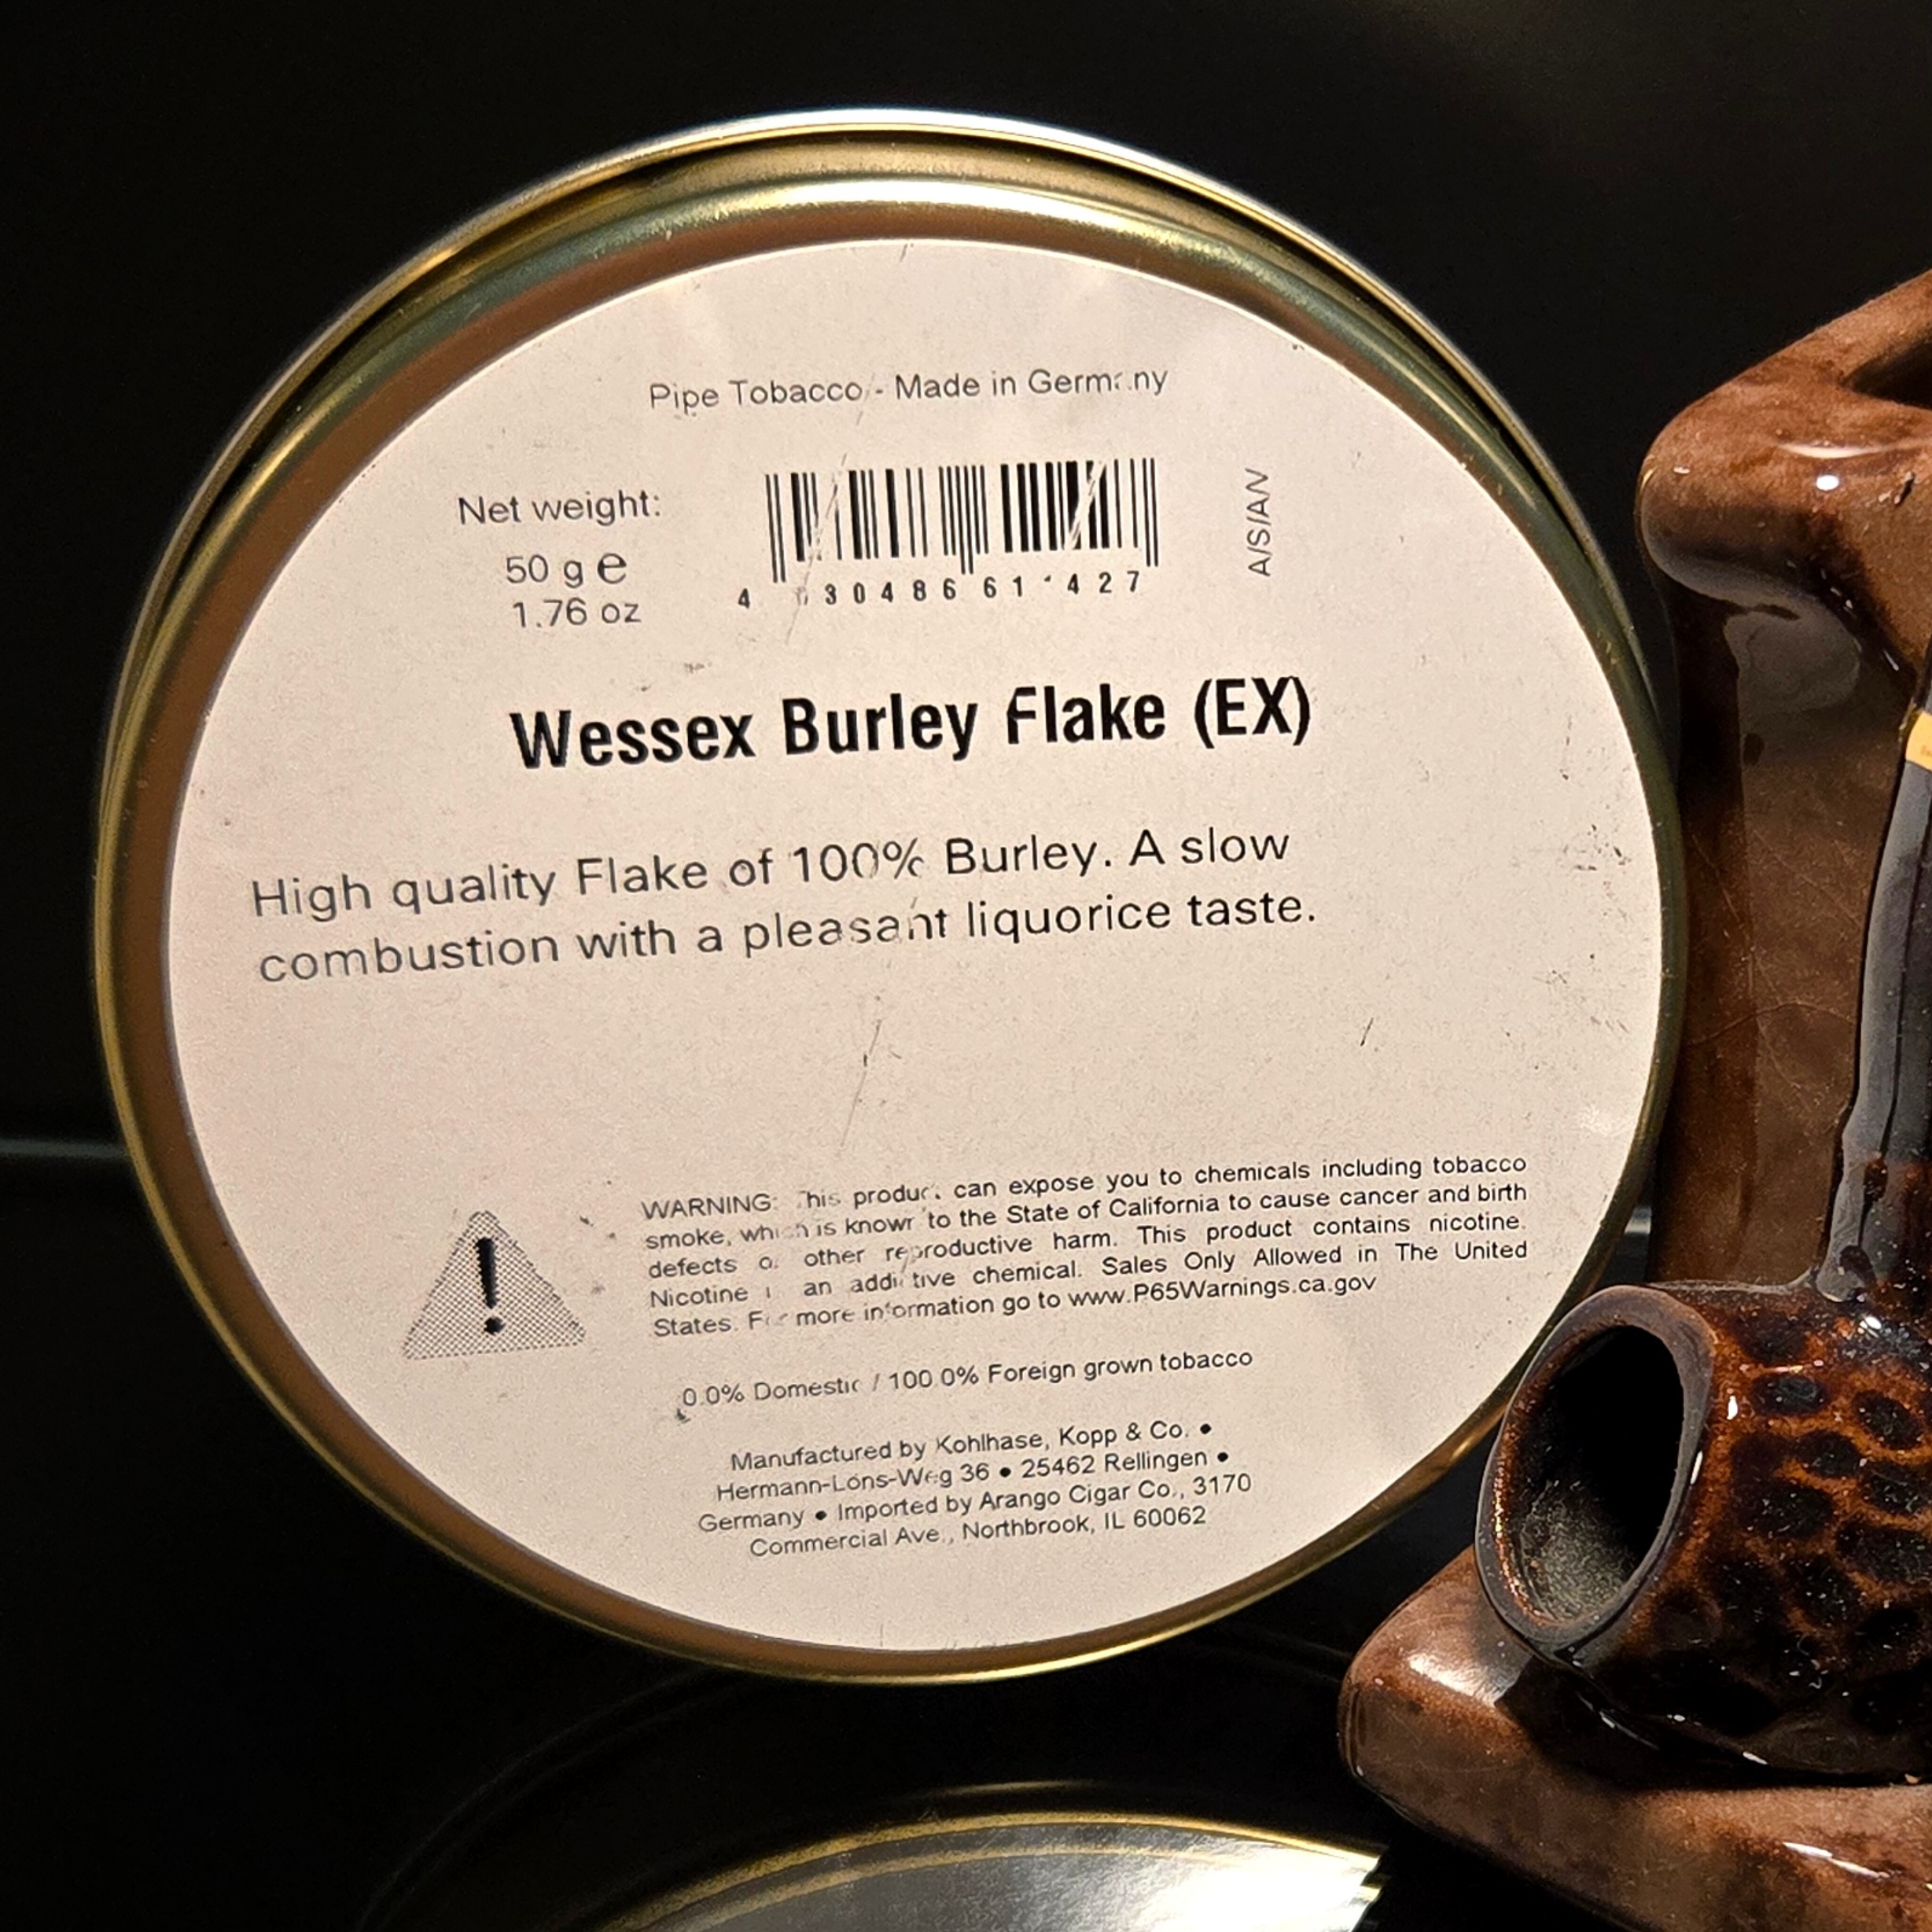 Pipe Tobacco - Made in Germany
Net weight:
50 g e
1.76 oz
4 30486 61 427
A/S/A/V
Wessex Burley Flake (EX)
High quality Flake of 100% Burley. A slow
combustion with a pleasant liquorice taste.
WARNING: This product can expose you to chemicals including tobacco
smoke, which is known to the State of California to cause cancer and birth
defects or other reproductive harm. This product contains nicotine.
Nicotine is an addictive chemical. Sales Only Allowed in The United
States. For more information go to www.P65Warnings.ca.gov
0.0% Domestic / 100.0% Foreign grown tobacco
Manufactured by Kohlhase, Kopp & Co. •
Hermann-Löns-Weg 36 • 25462 Rellingen •
Germany • Imported by Arango Cigar Co., 3170
Commercial Ave., Northbrook, IL 60062